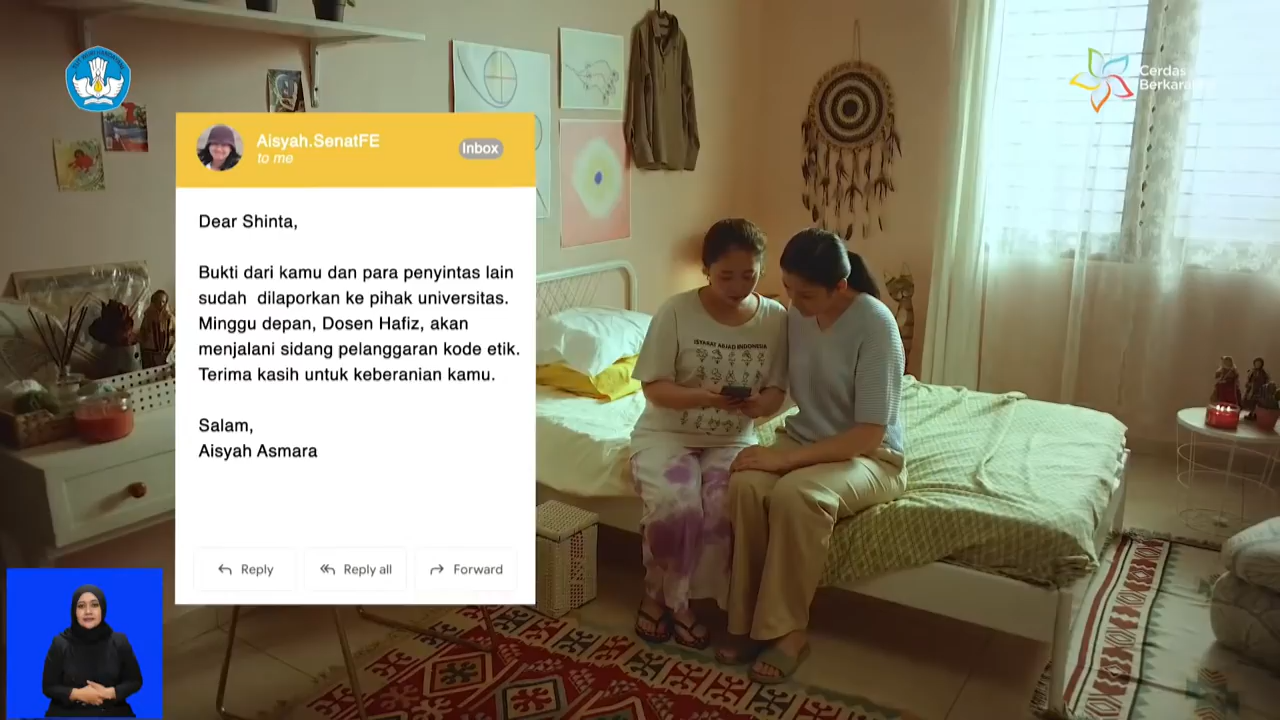 Cerdas
Aisyah.SenatFE
to me
Inbox
Dear Shinta,
Bukti dari kamu dan para penyintas lain
sudah  dilaporkan ke pihak universitas.
Minggu depan, Dosen Hafiz, akan
menjalani sidang pelanggaran kode etik.
Terima kasih untuk keberanian kamu.
Salam,
Aisyah Asmara
Reply
Reply all
Forward
ISYARAT ABJAD INDONESIA